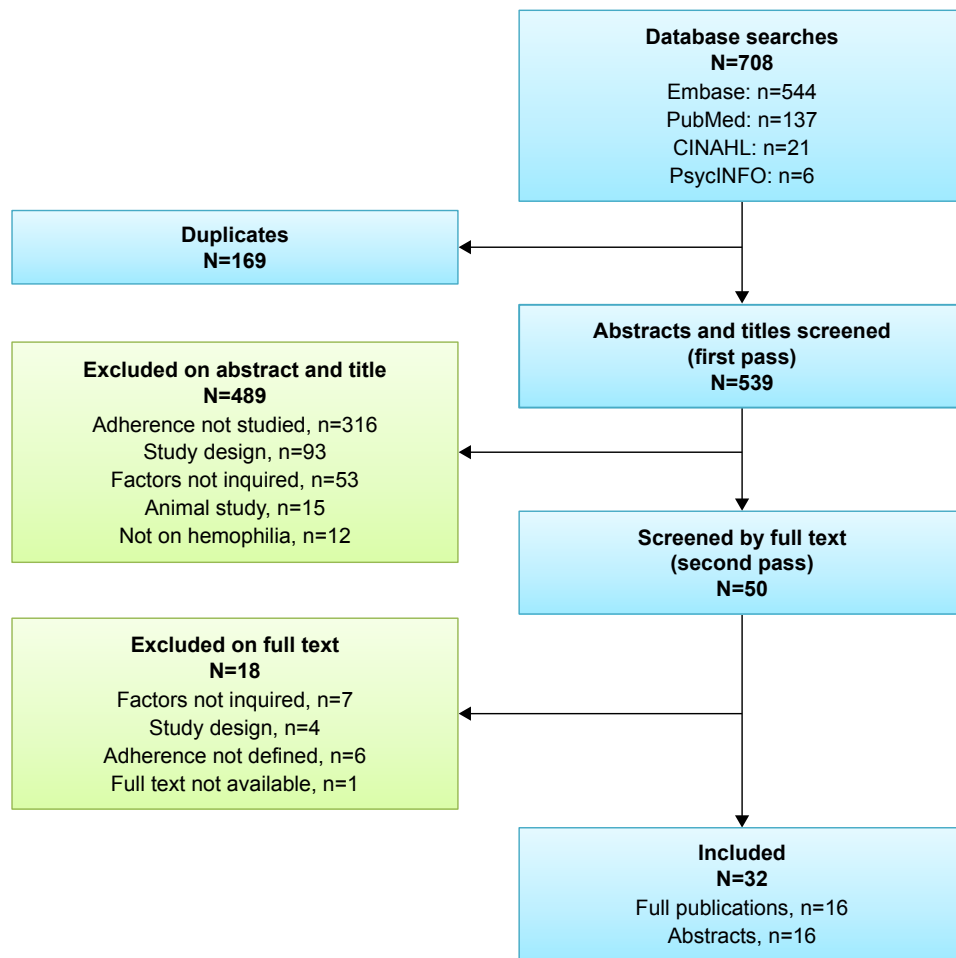 Database searches
N=708
Embase: n=544
PubMed: n=137
CINAHL: n=21
PsycINFO: n=6
Duplicates
N=169
Abstracts and titles screened
(first pass)
N=539
Excluded on abstract and title
N=489
Adherence not studied, n=316
Study design, n=93
Factors not inquired, n=53
Animal study, n=15
Not on hemophilia, n=12
Screened by full text
(second pass)
N=50
Excluded on full text
N=18
Factors not inquired, n=7
Study design, n=4
Adherence not defined, n=6
Full text not available, n=1
Included
N=32
Full publications, n=16
Abstracts, n=16